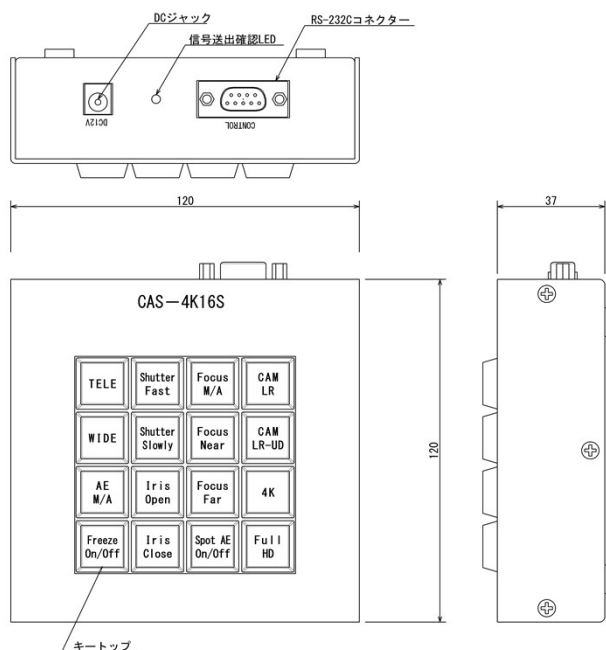 DCジャック
信号送出確認LED
RS-232Cコネクター
DC12V
CONTROL
120
37
CAS-4K16S
TELE
Shutter
Fast
Focus
M/A
CAM
LR
WIDE
Shutter
Slowly
Focus
Near
CAM
LR-UD
AE
M/A
Iris
Open
Focus
Far
4K
Freeze
On/Off
Iris
Close
Spot AE
On/Off
Full
HD
120
キートップ